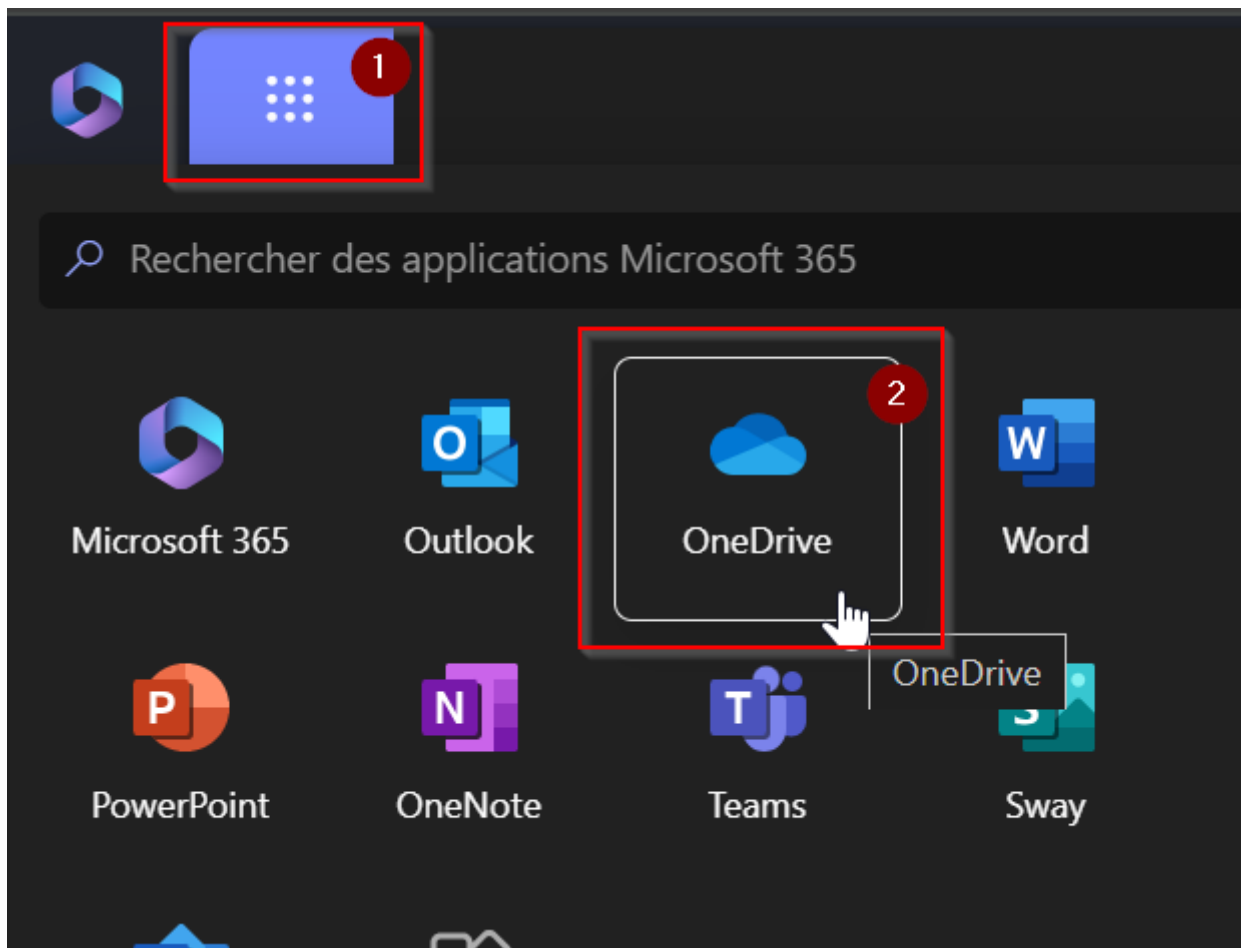 1
Rechercher des applications Microsoft 365
2
O
W
Microsoft 365
Outlook
OneDrive
Word
OneDrive
P
N
T
S
PowerPoint
OneNote
Teams
Sway